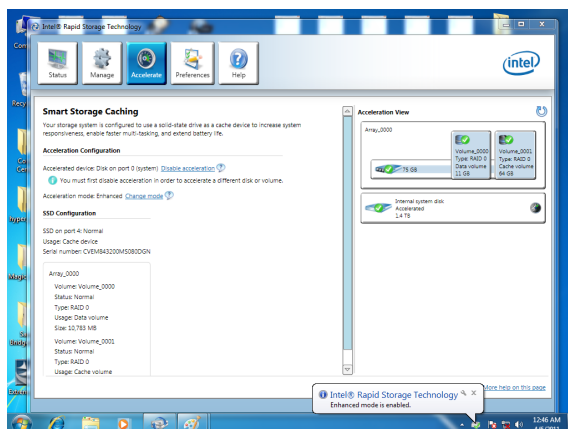 Intel® Rapid Storage Technology
Status
Manage
Accelerate
Preferences
Help
intel
Smart Storage Caching
Your storage system is configured to use a solid-state drive as a cache device to increase system
responsiveness, enable faster multi-tasking, and extend battery life.
Acceleration Configuration
Accelerated device: Disk on port 0 (system) Disable acceleration
You must first disable acceleration in order to accelerate a different disk or volume.
Acceleration mode: Enhanced Change mode
SSD Configuration
SSD on port 4: Normal
Usage: Cache device
Serial number: CVEM843200MS080DGN
Array_0000
Volume: Volume_0000
Status: Normal
Type: RAID 0
Usage: Data volume
Size: 10,783 MB
Volume: Volume_0001
Status: Normal
Type: RAID 0
Usage: Cache volume
Acceleration View
Array_0000
75 GB
Volume_0000
Type: RAID 0
Data volume
11 GB
Volume_0001
Type: RAID 0
Cache volume
64 GB
Internal system disk
Accelerated
1.4 TB
More help on this page
Intel® Rapid Storage Technology
Enhanced mode is enabled.
12:46 AM